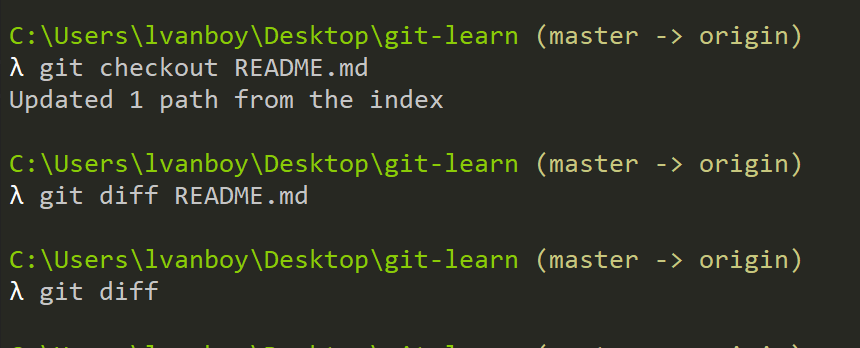 C:\Users\lvanboy\Desktop\git-learn (master -> origin)
λ git checkout README.md
Updated 1 path from the index
C:\Users\lvanboy\Desktop\git-learn (master -> origin)
λ git diff README.md
C:\Users\lvanboy\Desktop\git-learn (master -> origin)
λ git diff